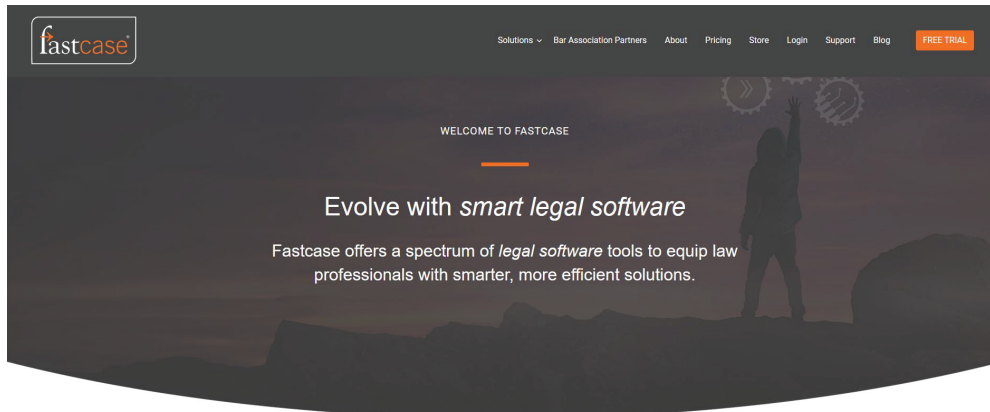 fastcase®
Solutions
Bar Association Partners
About
Pricing
Store
Login
Support
Blog
FREE TRIAL
WELCOME TO FASTCASE
Evolve with smart legal software
Fastcase offers a spectrum of legal software tools to equip law
professionals with smarter, more efficient solutions.